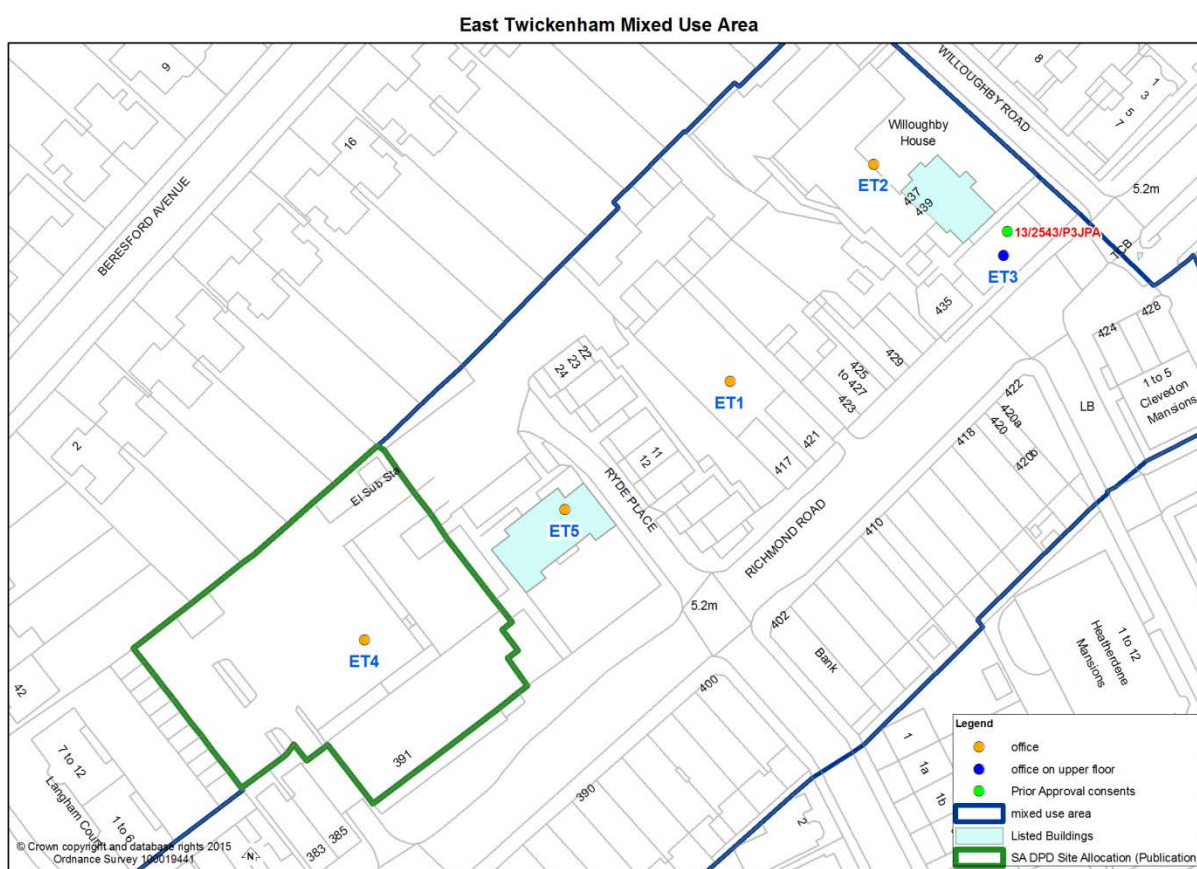 East Twickenham Mixed Use Area
9
16
BERESFORD AVENUE
2
42
7 to 12
Langham Court
1 to 6
WILLOUGHBY ROAD
8
1
3
5
7
Willoughby
House
437
439
ET2
5.2m
TCB
13/2543/P3JPA
ET3
435
429
425
to 427
423
421
417
ET1
22
23
24
11
12
RYDE PLACE
RICHMOND ROAD
El Sub Sta
ET5
ET4
5.2m
424
428
1 to 5
Clevedon
Mansions
LB
422
420a
420
420b
418
410
402
Bank
400
391
390
385
383
1 to 12
Heatherdene
Mansions
1
1a
1b
2
Legend
office
office on upper floor
Prior Approval consents
mixed use area
Listed Buildings
SA DPD Site Allocation (Publication
© Crown copyright and database rights 2015
Ordnance Survey 100019441
N